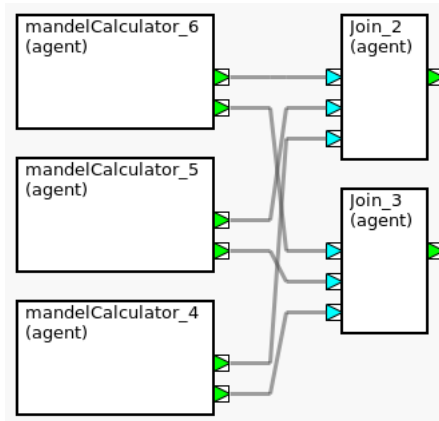 mandelCalculator_6
(agent)
Join_2
(agent)
mandelCalculator_5
(agent)
Join_3
(agent)
mandelCalculator_4
(agent)